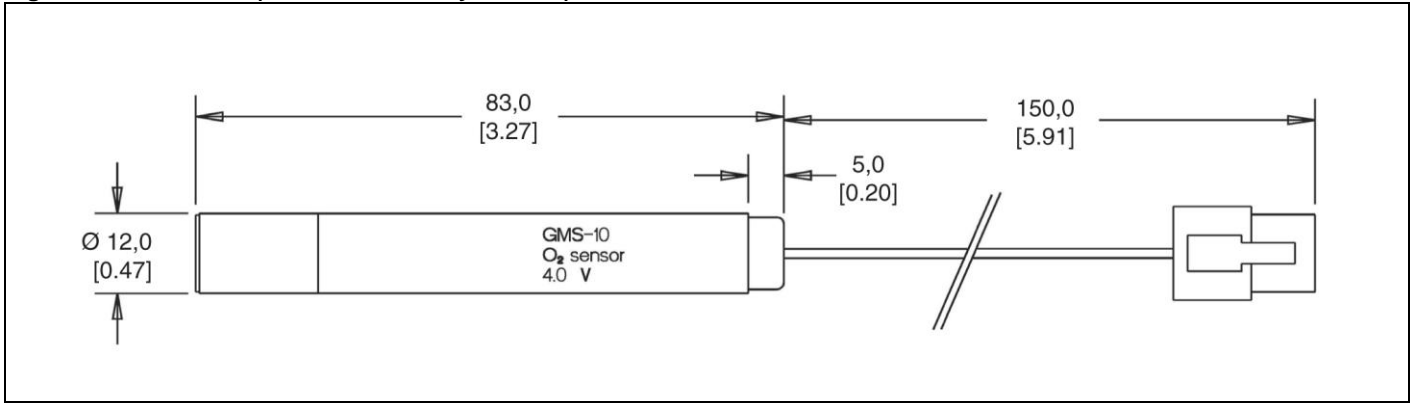 83,0
[3.27]
150,0
[5.91]
5,0
[0.20]
Ø 12,0
[0.47]
GMS-10
O₂ sensor
4.0 V